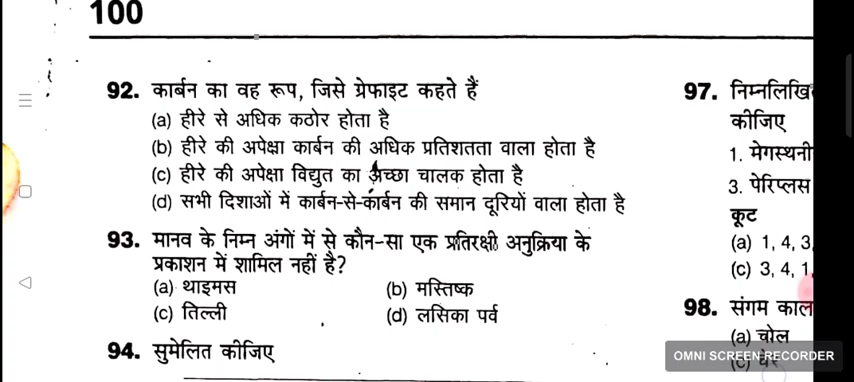 100
92. कार्बन का वह रूप, जिसे ग्रेफाइट कहते हैं
(a) हीरे से अधिक कठोर होता है
(b) हीरे की अपेक्षा कार्बन की अधिक प्रतिशतता वाला होता है
(c) हीरे की अपेक्षा विद्युत का अच्छा चालक होता है
(d) सभी दिशाओं में कार्बन-से-कार्बन की समान दूरियों वाला होता है
93. मानव के निम्न अंगों में से कौन-सा एक प्रतिरक्षी अनुक्रिया के
प्रकाशन में शामिल नहीं है?
(a) थाइमस (b) मस्तिष्क
(c) तिल्ली (d) लसिका पर्व
94. सुमेलित कीजिए
97.
कीजिए
1. मेगस्थनी
3. पेरिप्लस
कूट
(a) 1, 4, 3
(c) 3, 4, 1
98. संगम काल
(a) चोल
(c) चेर
OMNI SCREEN RECORDER